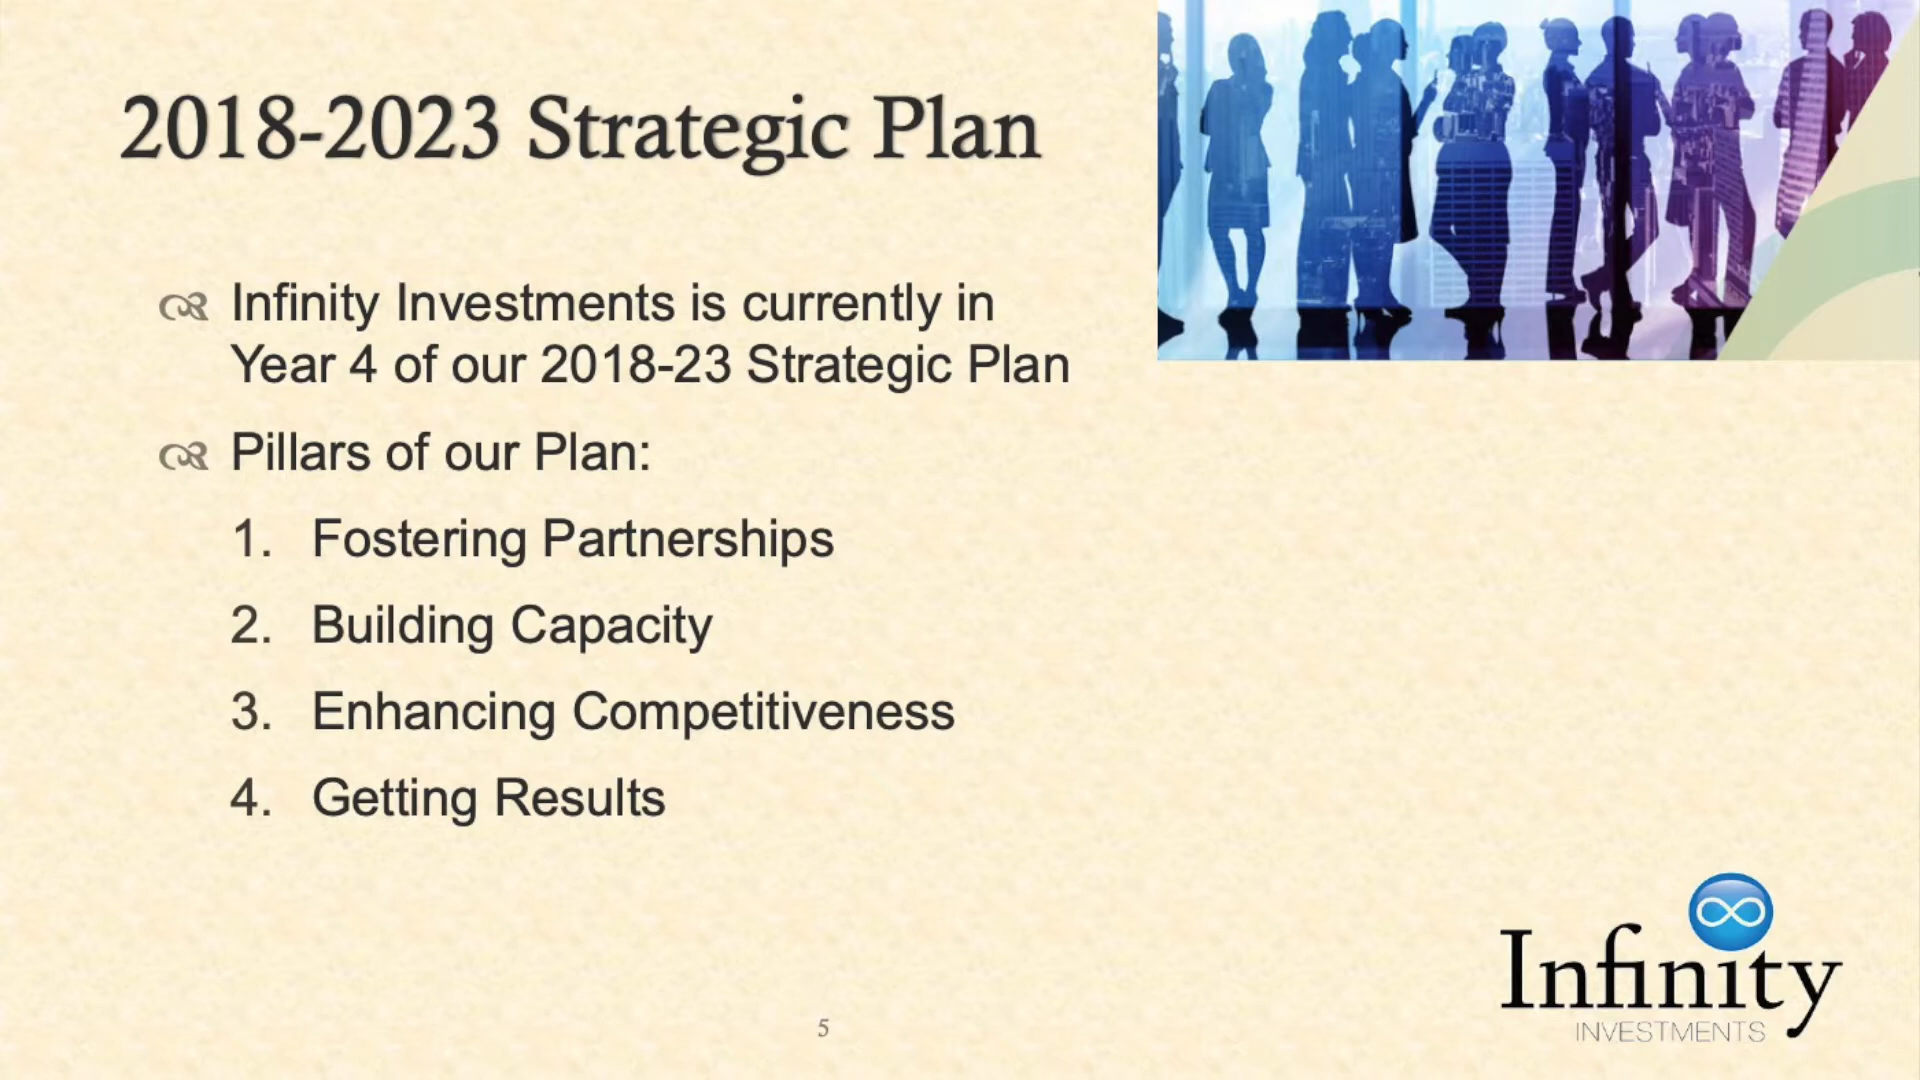 2018-2023 Strategic Plan
Infinity Investments is currently in
Year 4 of our 2018-23 Strategic Plan
Pillars of our Plan:
1. Fostering Partnerships
2. Building Capacity
3. Enhancing Competitiveness
4. Getting Results
Infinity
INVESTMENTS
5